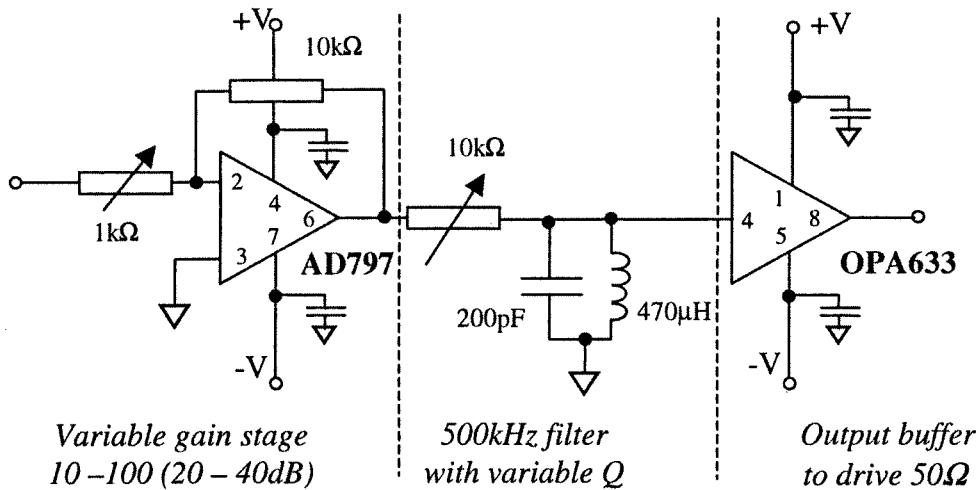 +V
10kΩ
+V
10kΩ
2
4
6
1
4
8
1kΩ
7
5
3
AD797
OPA633
200pF
470µH
-V
-V
Variable gain stage
10 –100 (20 – 40dB)
500kHz filter
with variable Q
Output buffer
to drive 50Ω